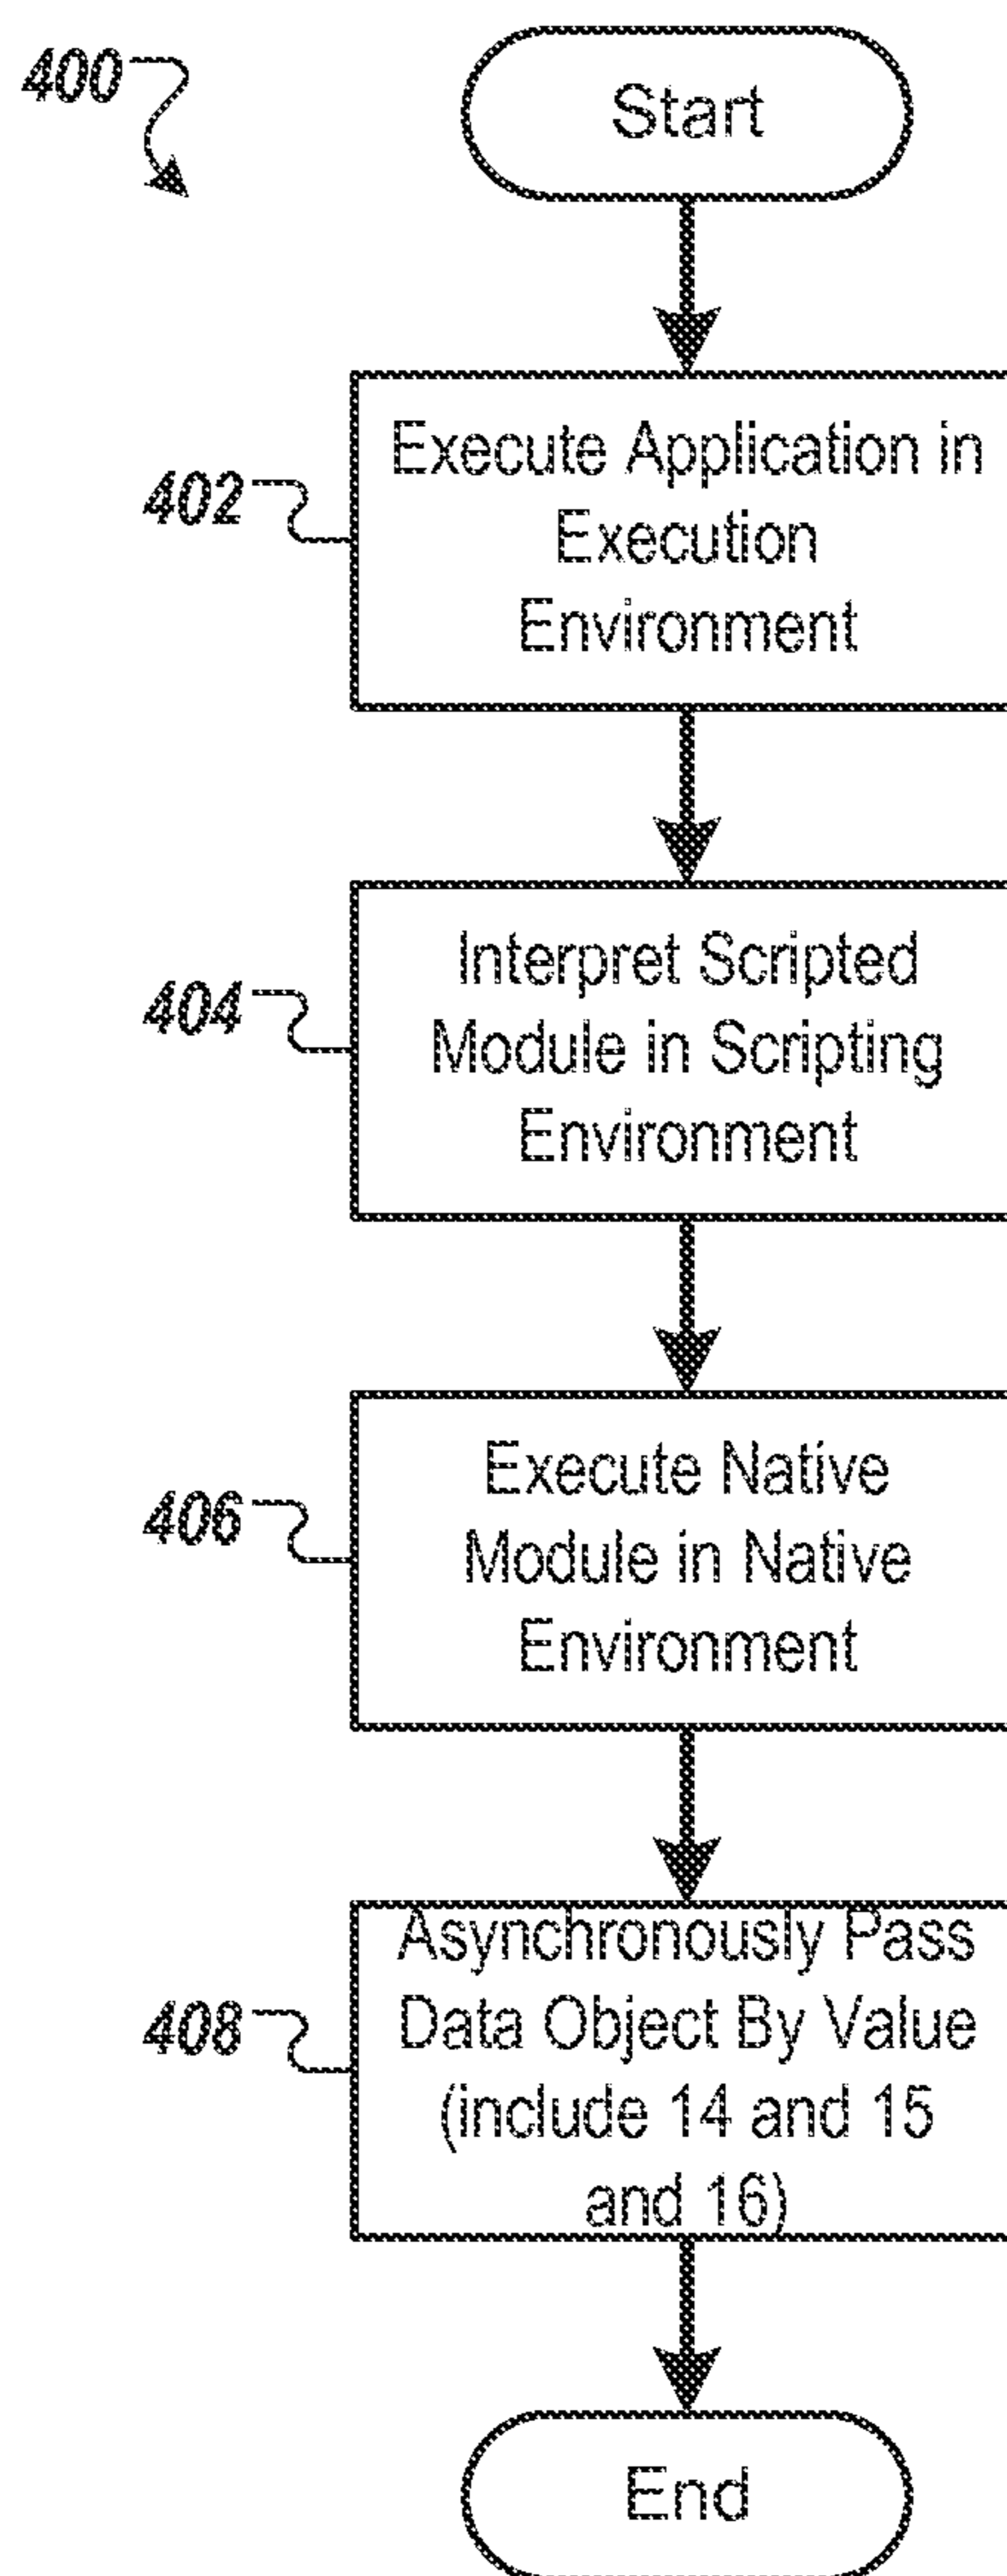 400
Start
402
Execute Application in
Execution
Environment
404
Interpret Scripted
Module in Scripting
Environment
406
Execute Native
Module in Native
Environment
408
Asynchronously Pass
Data Object By Value
(include 14 and 15
and 16)
End